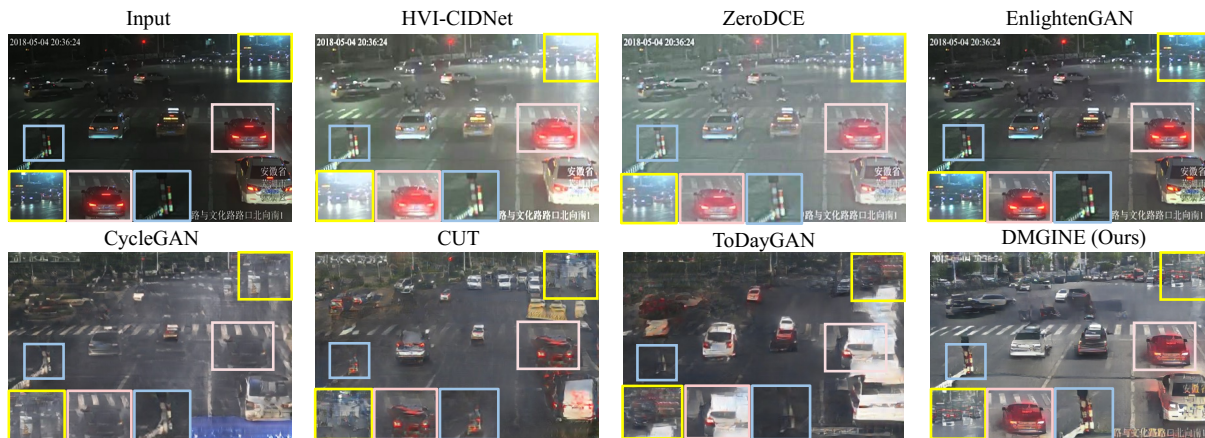 Input
HVI-CIDNet
ZeroDCE
EnlightenGAN
2018-05-04 20:36:24
2018-05-04 20:36:24
2018-05-04 20:36:24
2018-05-04 20:36:24
安徽省
安徽省
安徽省
安徽省
路与文化路路口北向南1
路与文化路路口北向南1
路与文化路路口北向南1
路与文化路路口北向南1
CycleGAN
CUT
ToDayGAN
DMGINE (Ours)
安徽省
路与文化路路口北向南1